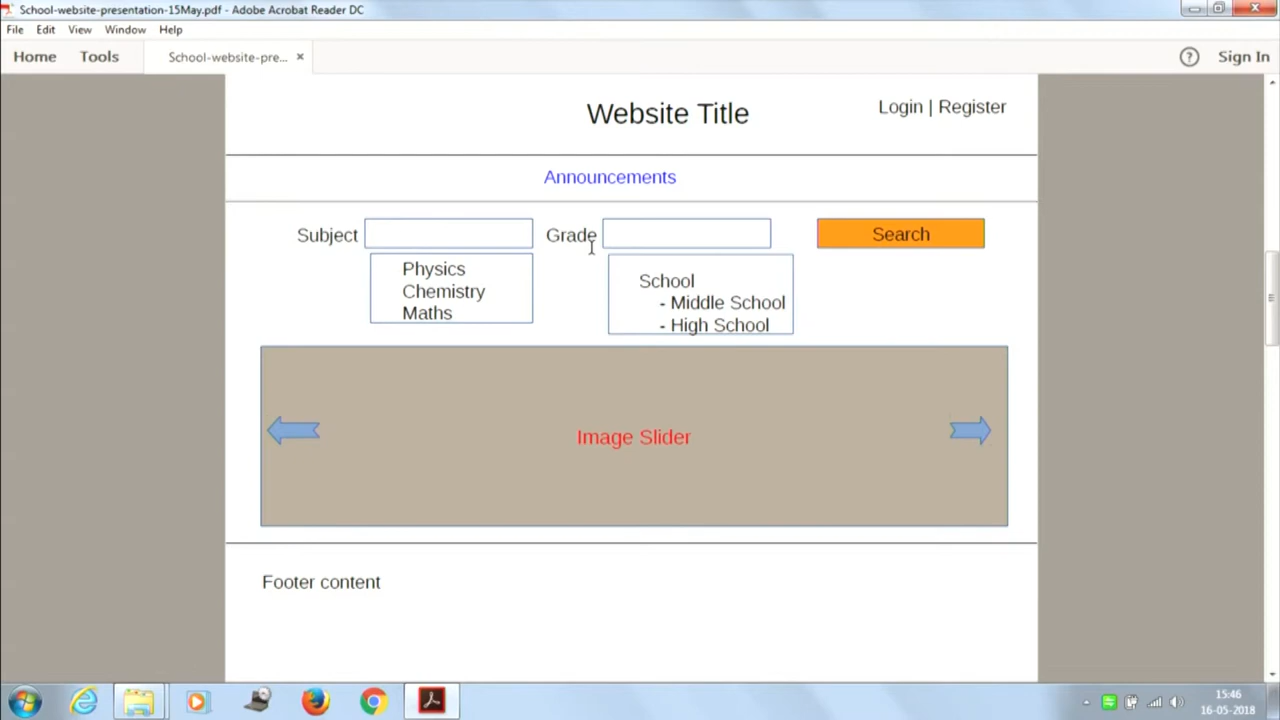 School-website-presentation-15May.pdf - Adobe Acrobat Reader DC
File Edit View Window Help
Home Tools School-website-pre... × ? Sign In
Website Title
Login | Register
Announcements
Subject Grade Search
Physics
Chemistry
Maths
School
- Middle School
- High School
Image Slider
Footer content
15:46
16-05-2018